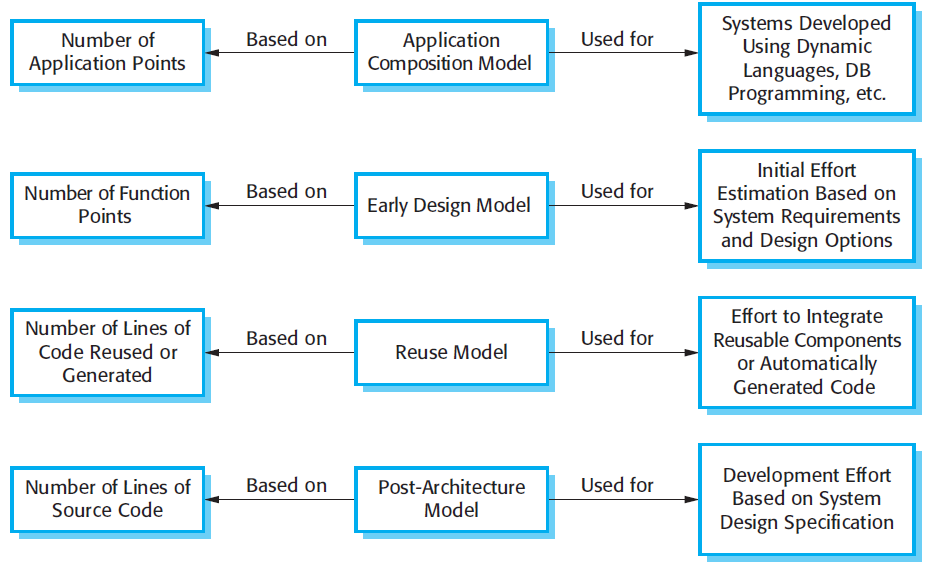 Number of
Application Points
Based on
Application
Composition Model
Used for
Systems Developed
Using Dynamic
Languages, DB
Programming, etc.
Number of Function
Points
Based on
Early Design Model
Used for
Initial Effort
Estimation Based on
System Requirements
and Design Options
Number of Lines of
Code Reused or
Generated
Based on
Reuse Model
Used for
Effort to Integrate
Reusable Components
or Automatically
Generated Code
Number of Lines of
Source Code
Based on
Post-Architecture
Model
Used for
Development Effort
Based on System
Design Specification